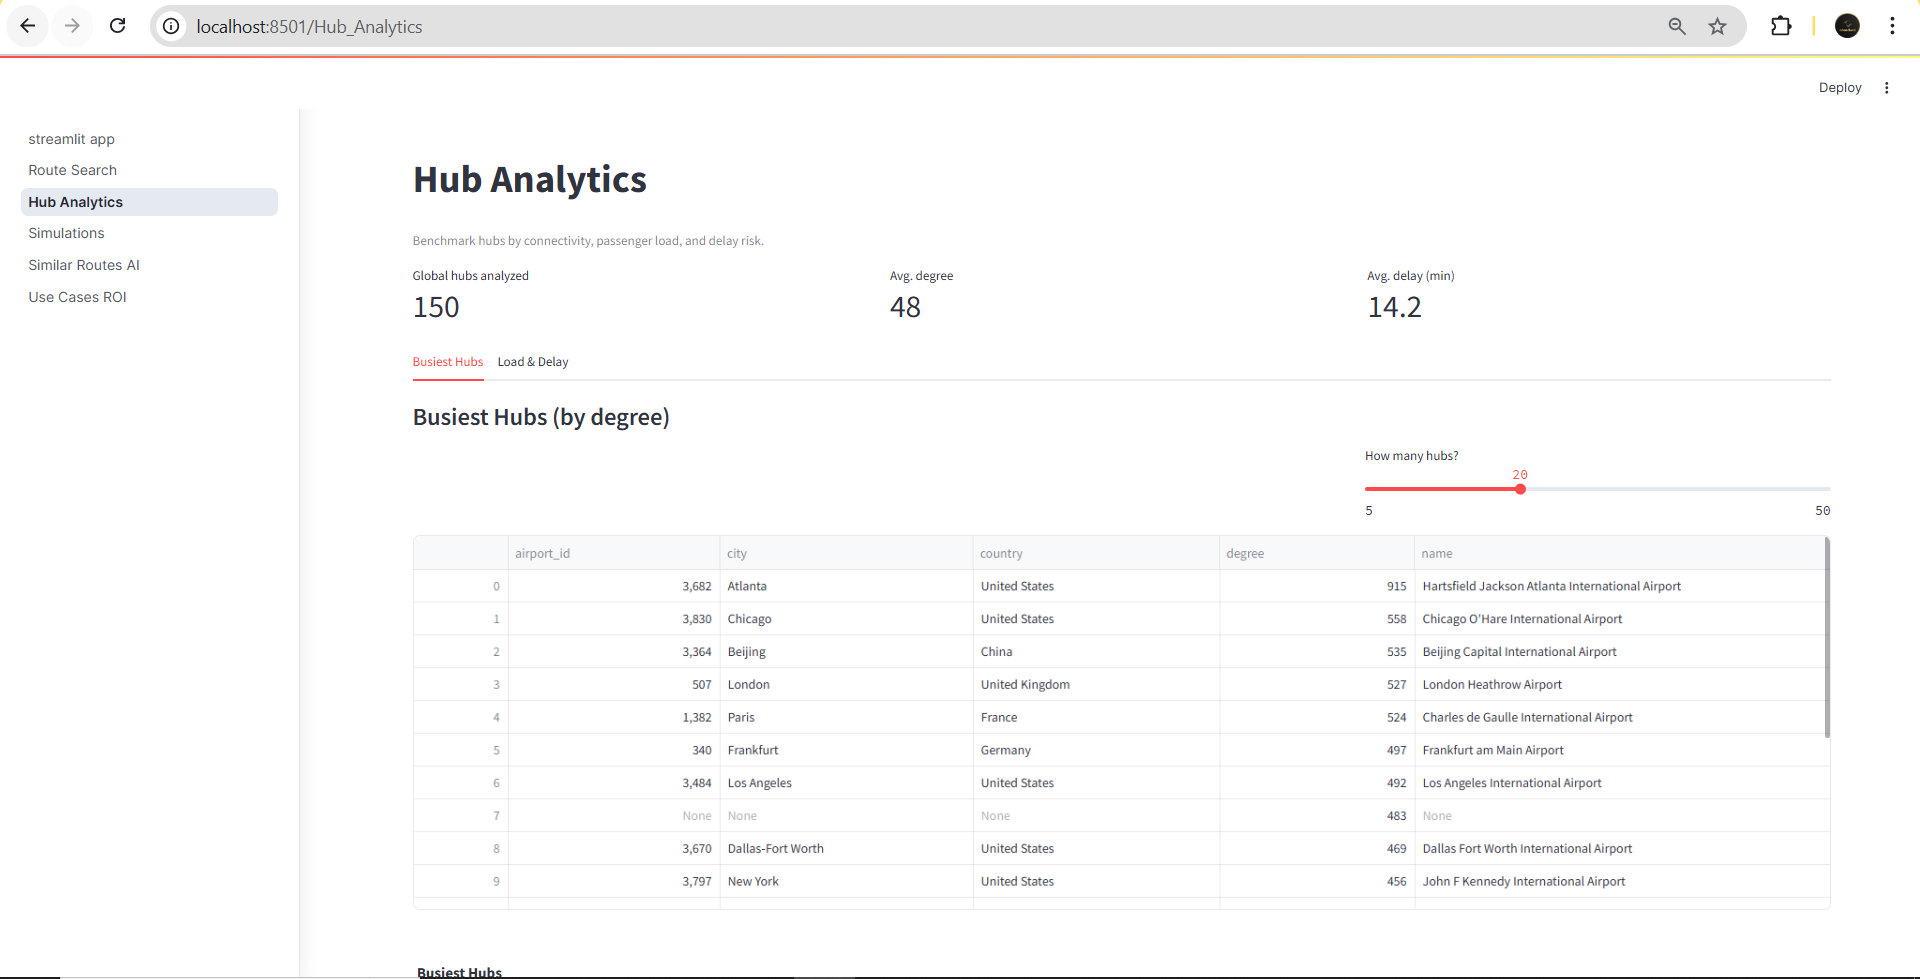 localhost:8501/Hub_Analytics
Deploy
streamlit app
Route Search
Hub Analytics
Simulations
Similar Routes AI
Use Cases ROI
Hub Analytics
Benchmark hubs by connectivity, passenger load, and delay risk.
Global hubs analyzed Avg. degree Avg. delay (min)
150 48 14.2
Busiest Hubs Load & Delay
Busiest Hubs (by degree)
How many hubs?
20
5 50
airport_id city country degree name
0 3,682 Atlanta United States 915 Hartsfield Jackson Atlanta International Airport
1 3,830 Chicago United States 558 Chicago O'Hare International Airport
2 3,364 Beijing China 535 Beijing Capital International Airport
3 507 London United Kingdom 527 London Heathrow Airport
4 1,382 Paris France 524 Charles de Gaulle International Airport
5 340 Frankfurt Germany 497 Frankfurt am Main Airport
6 3,484 Los Angeles United States 492 Los Angeles International Airport
7 None None None 483 None
8 3,670 Dallas-Fort Worth United States 469 Dallas Fort Worth International Airport
9 3,797 New York United States 456 John F Kennedy International Airport
Busiest Hubs